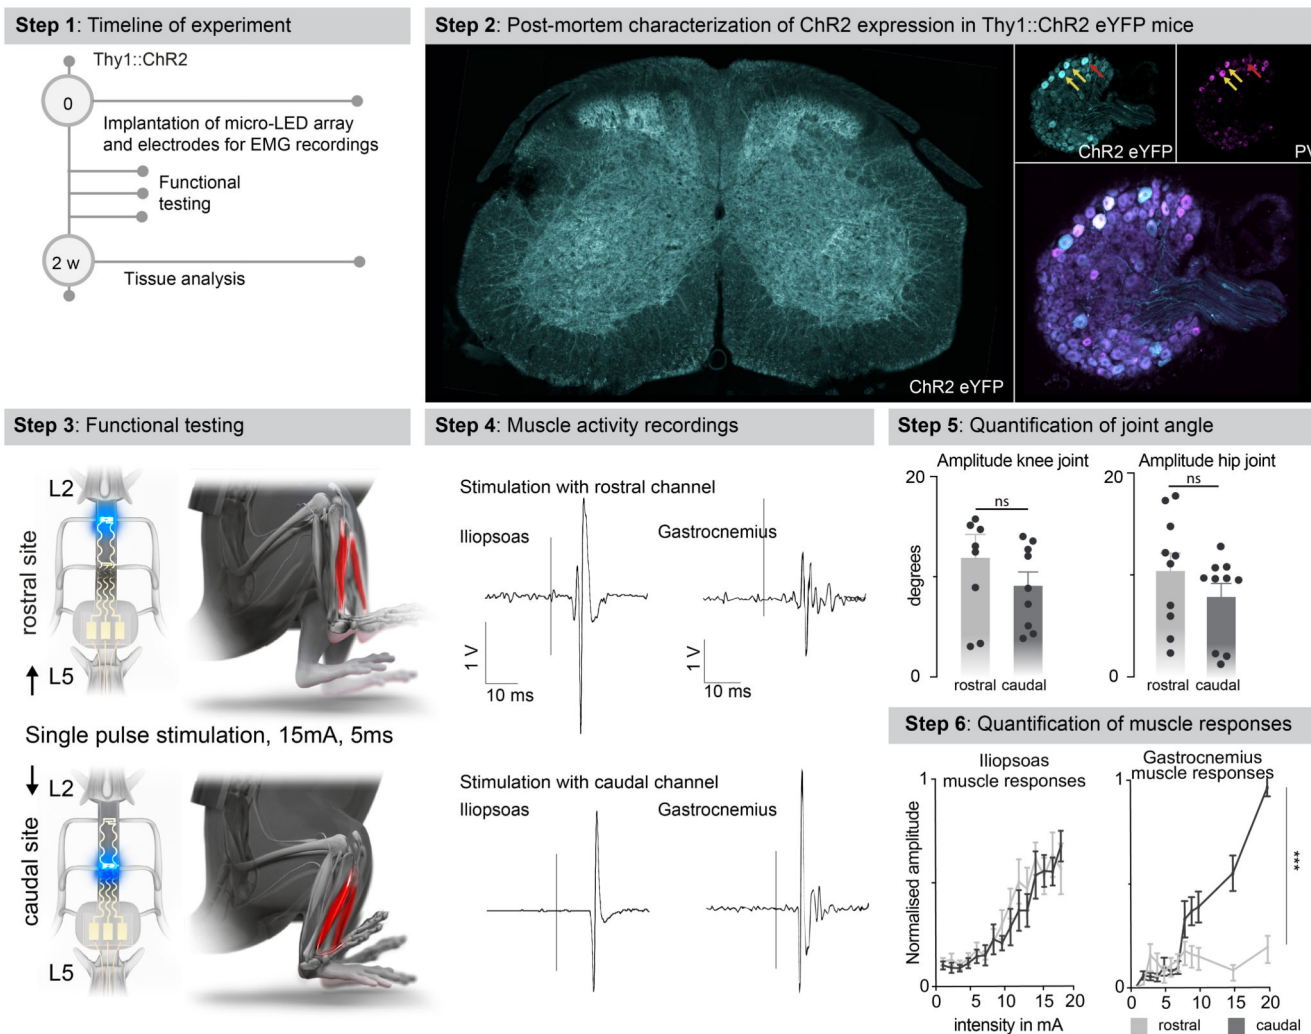 Step 1: Timeline of experiment
Thy1::ChR2
0
Implantation of micro-LED array
and electrodes for EMG recordings
Functional
testing
2 w
Tissue analysis
Step 2: Post-mortem characterization of ChR2 expression in Thy1::ChR2 eYFP mice
ChR2 eYFP
ChR2 eYFP
PV
Step 3: Functional testing
L2
rostral site
L5
Single pulse stimulation, 15mA, 5ms
L2
caudal site
L5
Step 4: Muscle activity recordings
Stimulation with rostral channel
Iliopsoas
Gastrocnemius
1 V
10 ms
1 V
10 ms
Stimulation with caudal channel
Iliopsoas
Gastrocnemius
Step 5: Quantification of joint angle
Amplitude knee joint
20
ns
degrees
0
rostral caudal
Amplitude hip joint
20
ns
0
rostral caudal
Step 6: Quantification of muscle responses
Iliopsoas
muscle responses
1
Normalised amplitude
0
0 5 10 15 20
intensity in mA
Gastrocnemius
muscle responses
1
***
0
0 5 10 15 20
rostral caudal